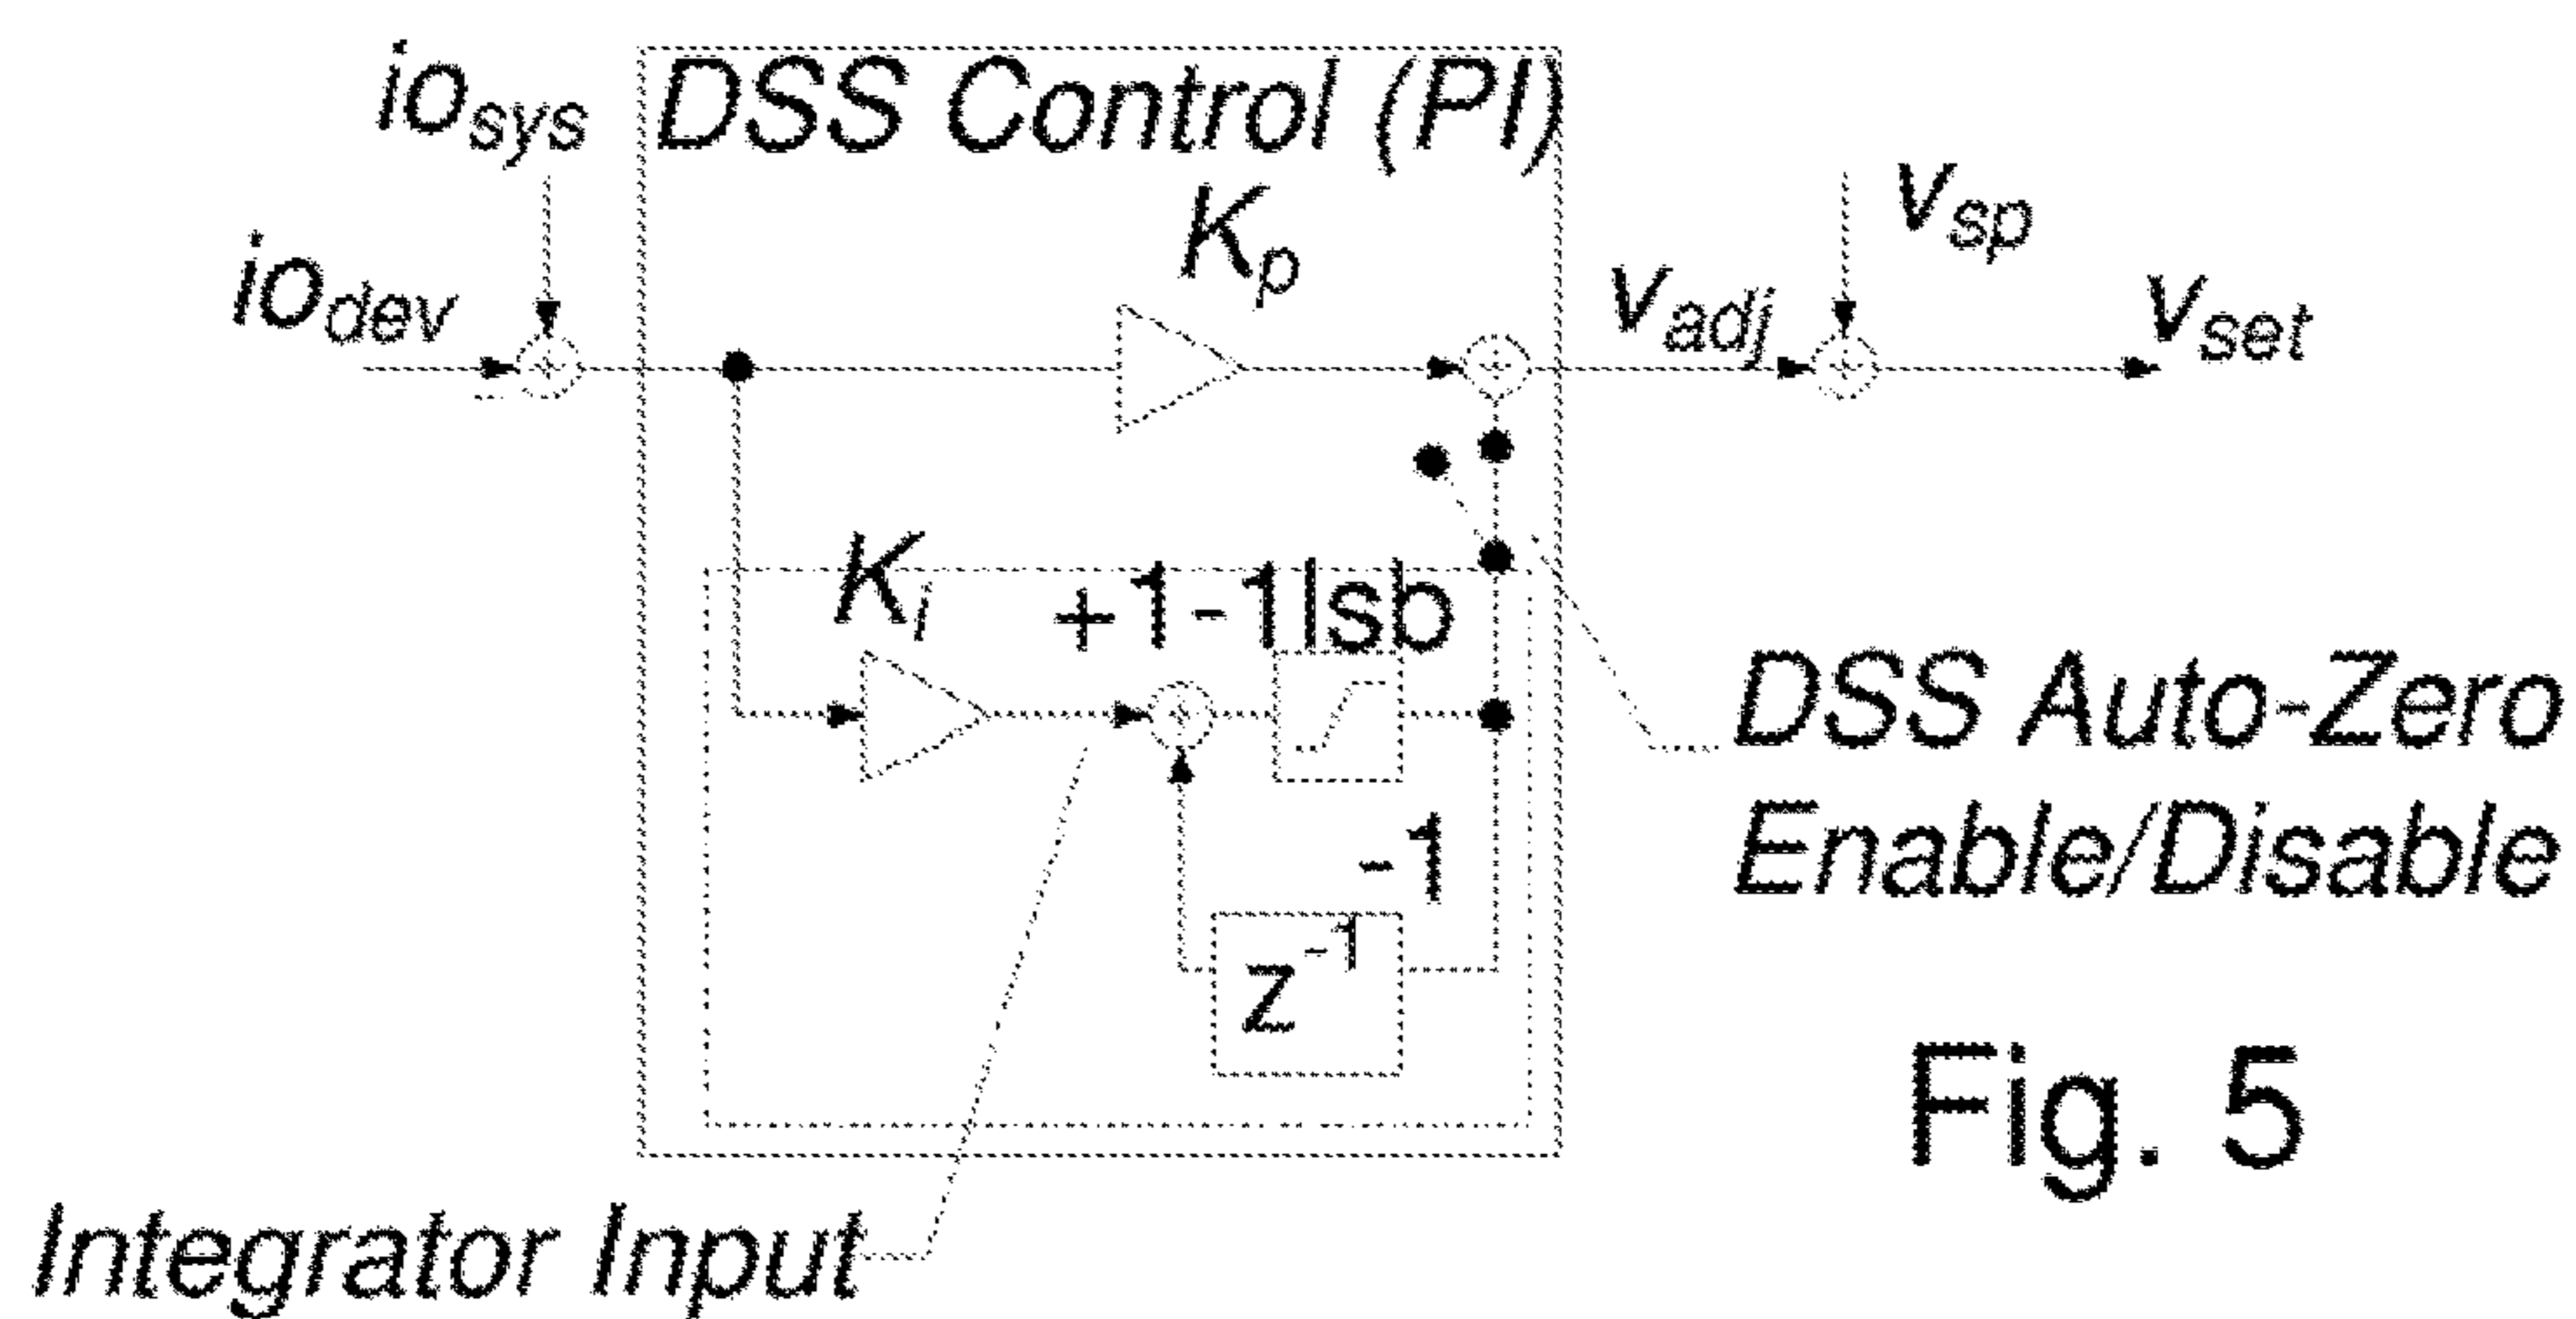 io_sys
DSS Control (PI)
K_p
v_sp
io_dev
v_adj
v_set
K_i
+1-1lsb
DSS Auto-Zero
Enable/Disable
-1
z^-1
Fig. 5
Integrator Input